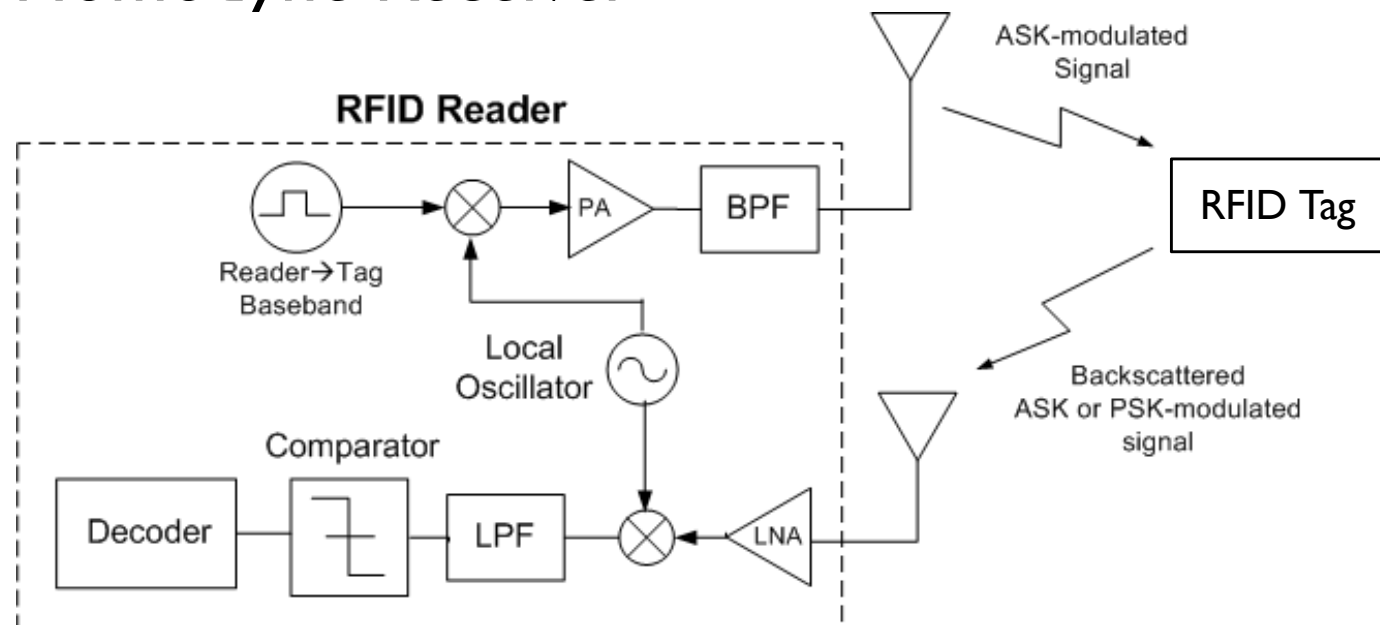 ASK-modulated
Signal
RFID Reader
PA
BPF
RFID Tag
Reader→Tag
Baseband
Local
Oscillator
Backscattered
ASK or PSK-modulated
signal
Comparator
Decoder
LPF
LNA